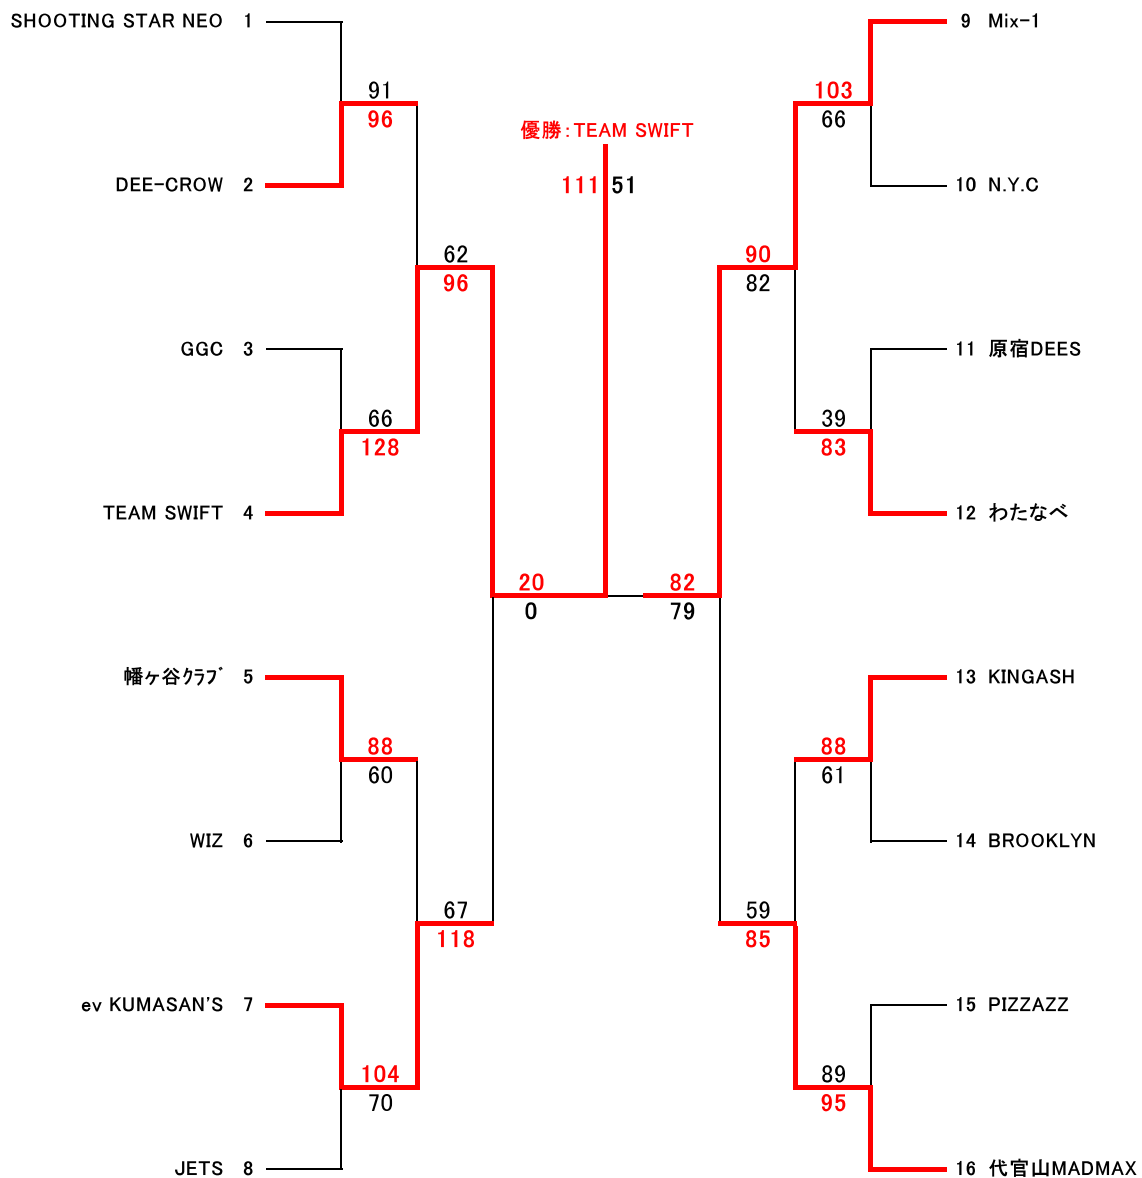 SHOOTING STAR NEO 1
9 Mix-1
91
103
96
66
優勝:TEAM SWIFT
DEE-CROW 2
111 51
10 N.Y.C
62
90
96
82
GGC 3
11 原宿DEES
66
39
128
83
TEAM SWIFT 4
12 わたなべ
20
82
0
79
幡ヶ谷ｸﾗﾌﾞ 5
13 KINGASH
88
88
60
61
WIZ 6
14 BROOKLYN
67
59
118
85
ev KUMASAN'S 7
15 PIZZAZZ
104
89
70
95
JETS 8
16 代官山MADMAX